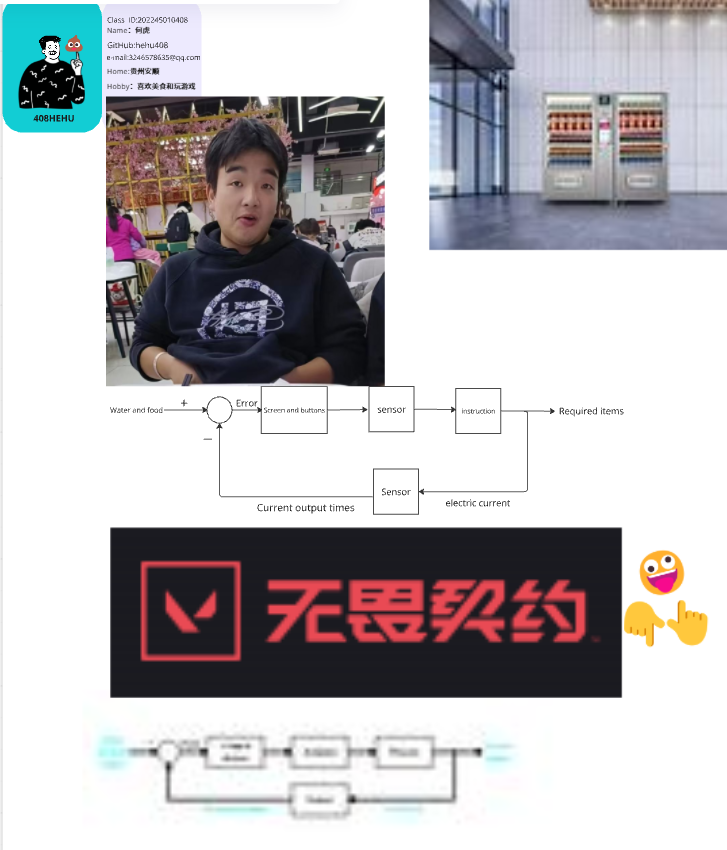 Class ID:202245010408
Name：何虎
GitHub:hehu408
e-mail:3246578635@qq.com
Home:贵州安顺
Hobby：喜欢美食和玩游戏
408HEHU
Water and food
+
Error
Screen and buttons
sensor
instruction
Required items
−
Sensor
Current output times
electric current
无畏契约